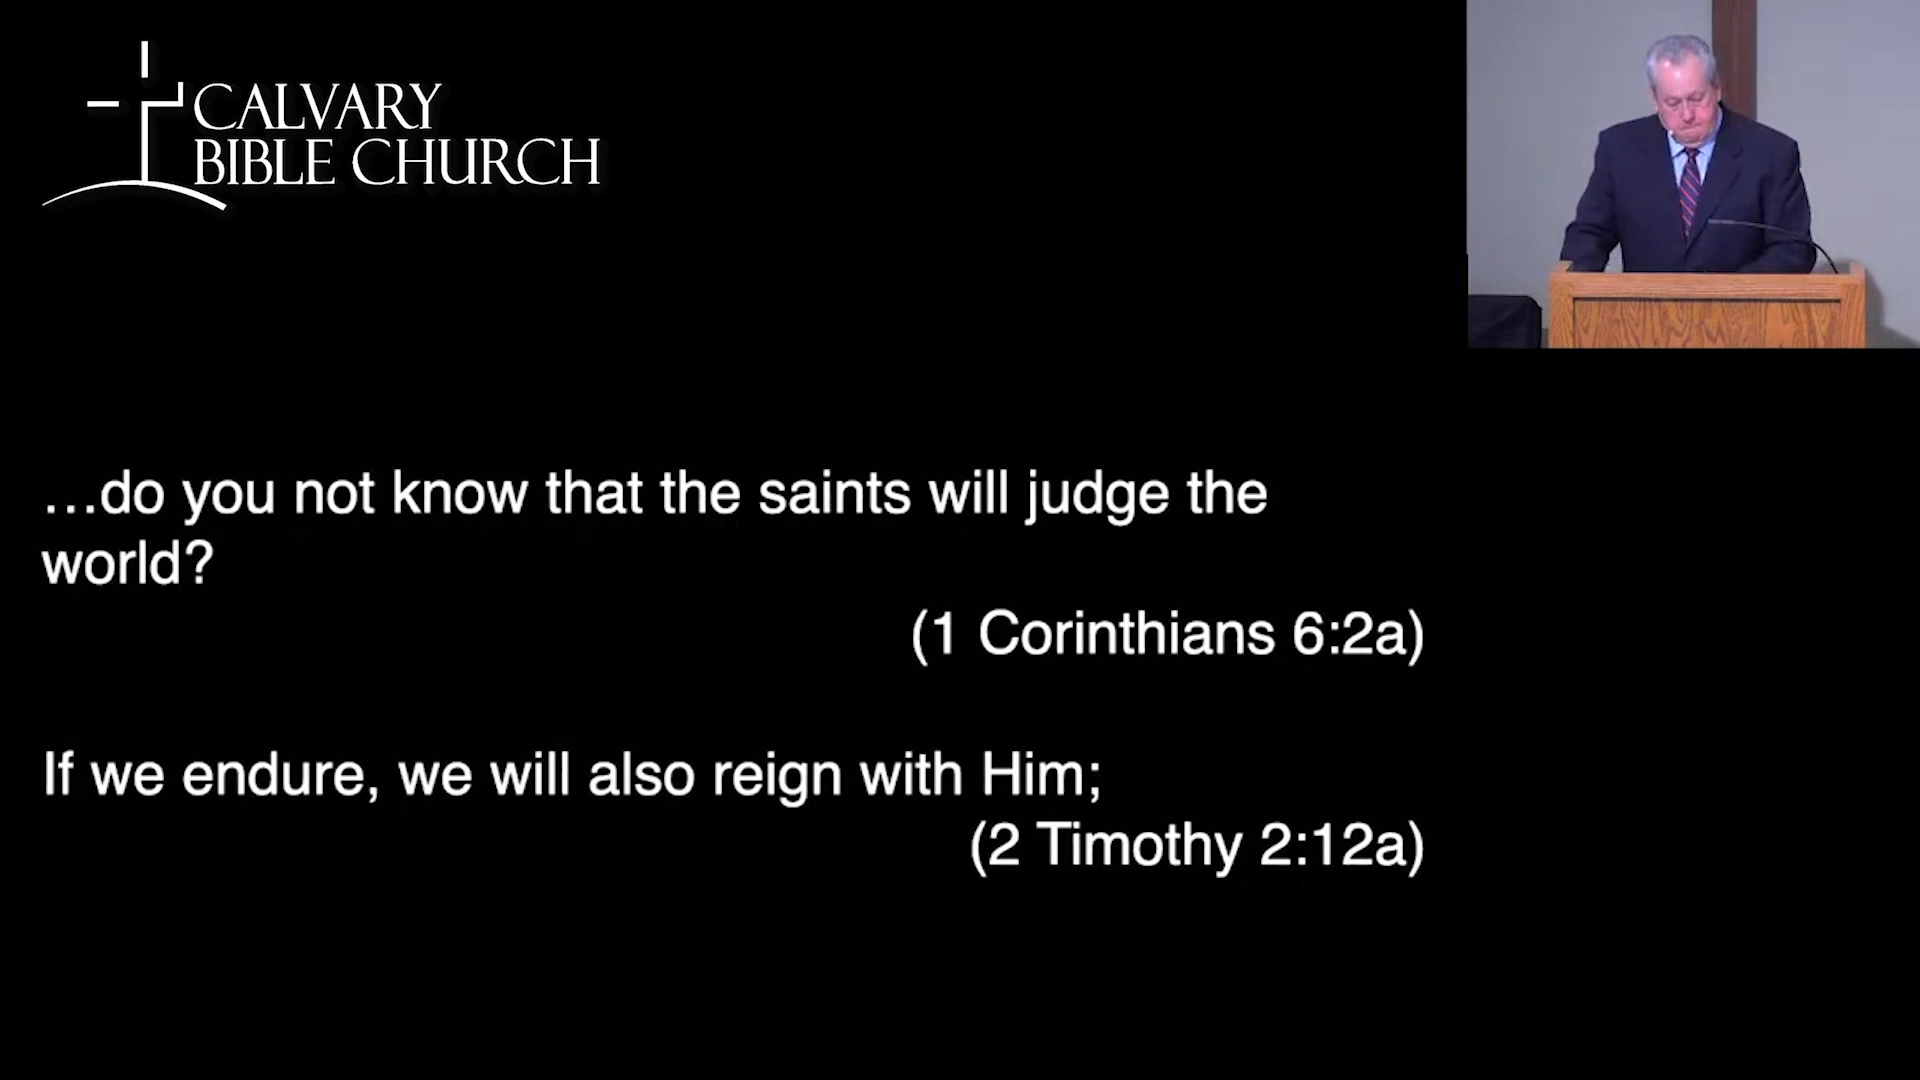 CALVARY
BIBLE CHURCH
…do you not know that the saints will judge the
world?
(1 Corinthians 6:2a)
If we endure, we will also reign with Him;
(2 Timothy 2:12a)